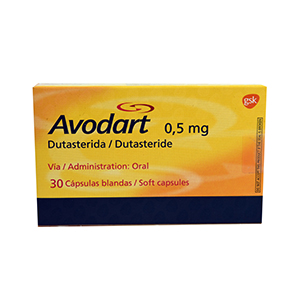 gsk
Avodart 0,5 mg
Dutasterida / Dutasteride
Vía / Administration: Oral
30 Cápsulas blandas / Soft capsules